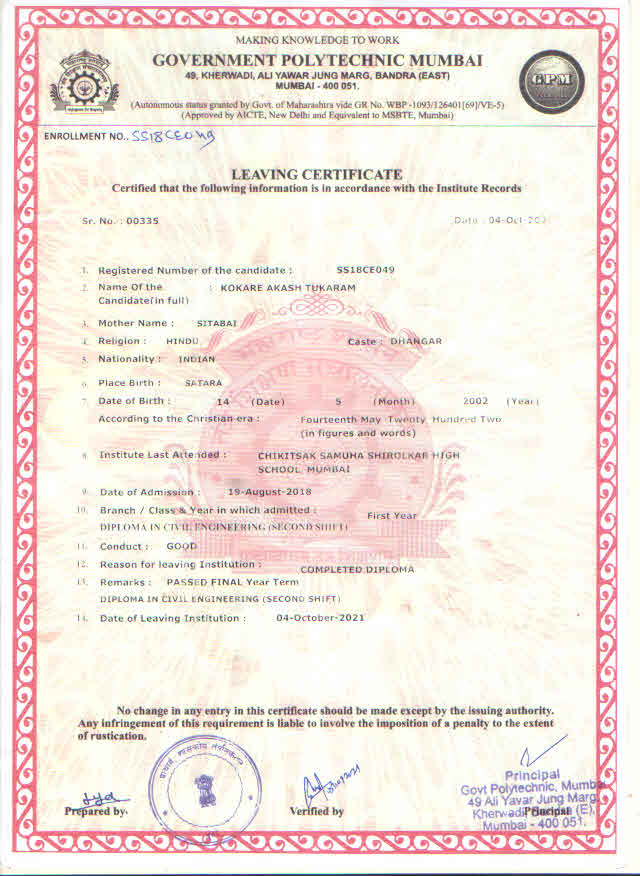 MAKING KNOWLEDGE TO WORK
GOVERNMENT POLYTECHNIC MUMBAI
49, KHERWADI, ALI YAWAR JUNG MARG, BANDRA (EAST)
MUMBAI - 400 051.
GPM
(Autonomous status granted by Govt. of Maharashtra vide GR No. WBP -1093/126401[69]/VE-5)
(Approved by AICTE, New Delhi and Equivalent to MSBTE, Mumbai)
ENROLLMENT NO.. SS18CE049
LEAVING CERTIFICATE
Certified that the following information is in accordance with the Institute Records
Sr. No. : 00335 Date : 04-Oct-
1. Registered Number of the candidate : SS18CE049
2. Name Of the : KOKARE AKASH TUKARAM
Candidate(in full)
3. Mother Name : SITABAI
4. Religion : HINDU Caste : DHANGAR
5. Nationality : INDIAN
6. Place Birth : SATARA
7. Date of Birth : 14 (Date) 5 (Month) 2002 (Year)
According to the Christian era : Fourteenth May Twenty Hundred Two
(in figures and words)
8. Institute Last Attended : CHIKITSAK SAMUHA SHIROLKAR HIGH
SCHOOL MUMBAI
9. Date of Admission : 19-August-2018
10. Branch / Class & Year in which admitted : First Year
DIPLOMA IN CIVIL ENGINEERING (SECOND SHIFT)
11. Conduct : GOOD
12. Reason for leaving Institution : COMPLETED DIPLOMA
13. Remarks : PASSED FINAL Year Term
DIPLOMA IN CIVIL ENGINEERING (SECOND SHIFT)
14. Date of Leaving Institution : 04-October-2021
No change in any entry in this certificate should be made except by the issuing authority.
Any infringement of this requirement is liable to involve the imposition of a penalty to the extent
of rustication.
Prepared by. Verified by Principal
Principal
Govt Polytechnic, Mumbai
49 Ali Yavar Jung Marg,
Kherwadi Bandra (E),
Mumbai - 400 051.